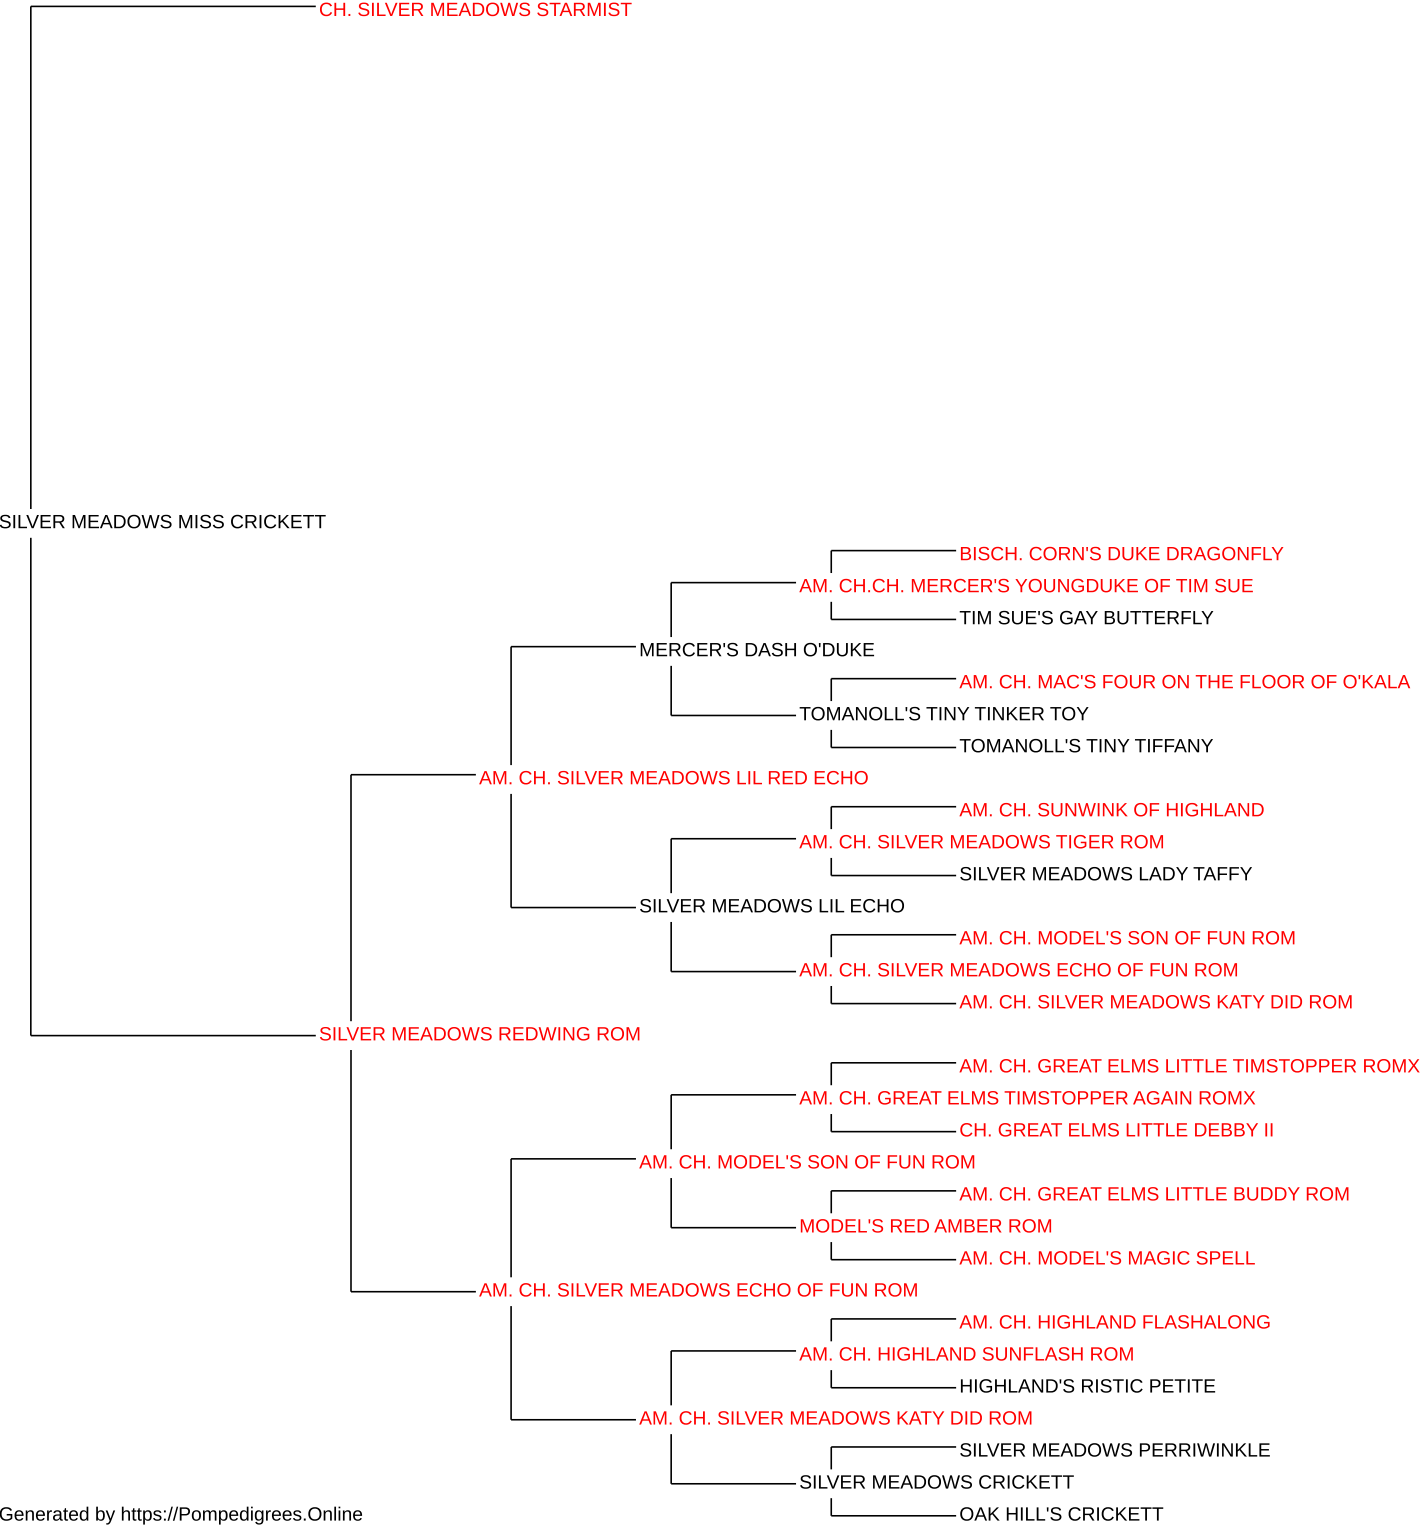 CH. SILVER MEADOWS STARMIST
SILVER MEADOWS MISS CRICKETT
BISCH. CORN'S DUKE DRAGONFLY
AM. CH.CH. MERCER'S YOUNGDUKE OF TIM SUE
TIM SUE'S GAY BUTTERFLY
MERCER'S DASH O'DUKE
AM. CH. MAC'S FOUR ON THE FLOOR OF O'KALA
TOMANOLL'S TINY TINKER TOY
TOMANOLL'S TINY TIFFANY
AM. CH. SILVER MEADOWS LIL RED ECHO
AM. CH. SUNWINK OF HIGHLAND
AM. CH. SILVER MEADOWS TIGER ROM
SILVER MEADOWS LADY TAFFY
SILVER MEADOWS LIL ECHO
AM. CH. MODEL'S SON OF FUN ROM
AM. CH. SILVER MEADOWS ECHO OF FUN ROM
AM. CH. SILVER MEADOWS KATY DID ROM
SILVER MEADOWS REDWING ROM
AM. CH. GREAT ELMS LITTLE TIMSTOPPER ROMX
AM. CH. GREAT ELMS TIMSTOPPER AGAIN ROMX
CH. GREAT ELMS LITTLE DEBBY II
AM. CH. MODEL'S SON OF FUN ROM
AM. CH. GREAT ELMS LITTLE BUDDY ROM
MODEL'S RED AMBER ROM
AM. CH. MODEL'S MAGIC SPELL
AM. CH. SILVER MEADOWS ECHO OF FUN ROM
AM. CH. HIGHLAND FLASHALONG
AM. CH. HIGHLAND SUNFLASH ROM
HIGHLAND'S RISTIC PETITE
AM. CH. SILVER MEADOWS KATY DID ROM
SILVER MEADOWS PERRIWINKLE
SILVER MEADOWS CRICKETT
OAK HILL'S CRICKETT
Generated by https://Pompedigrees.Online